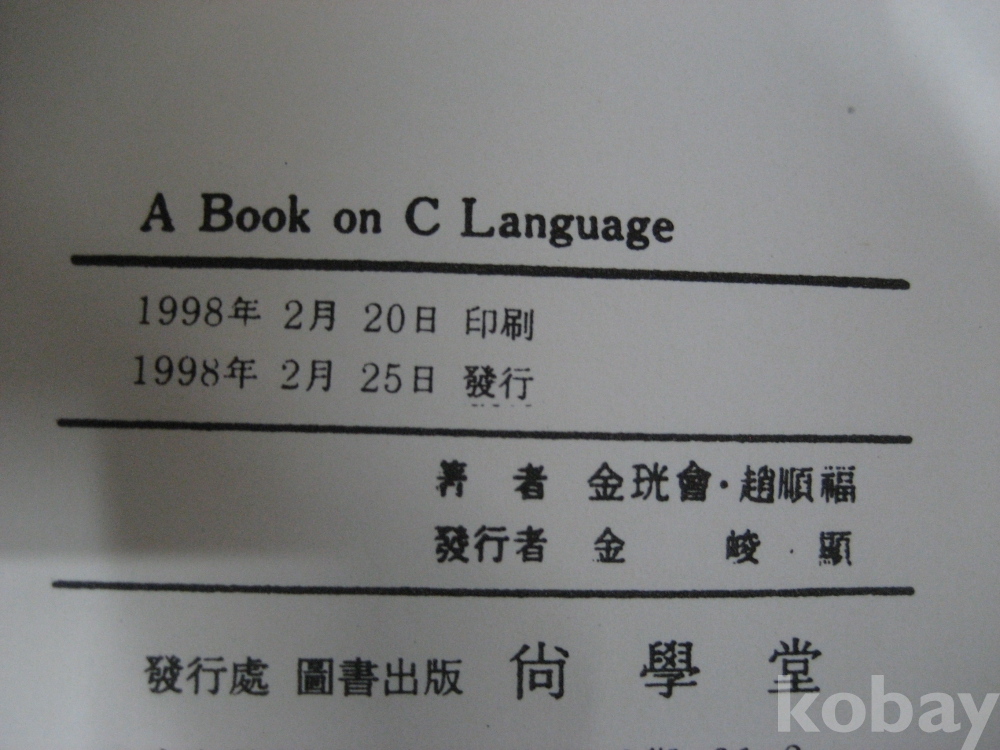 A Book on C Language
1998年 2月 20日 印刷
1998年 2月 25日 發行
著 者 金珖會·趙順福
發行者 金 峻 顯
發行處 圖書出版 尙 學 堂
kobay